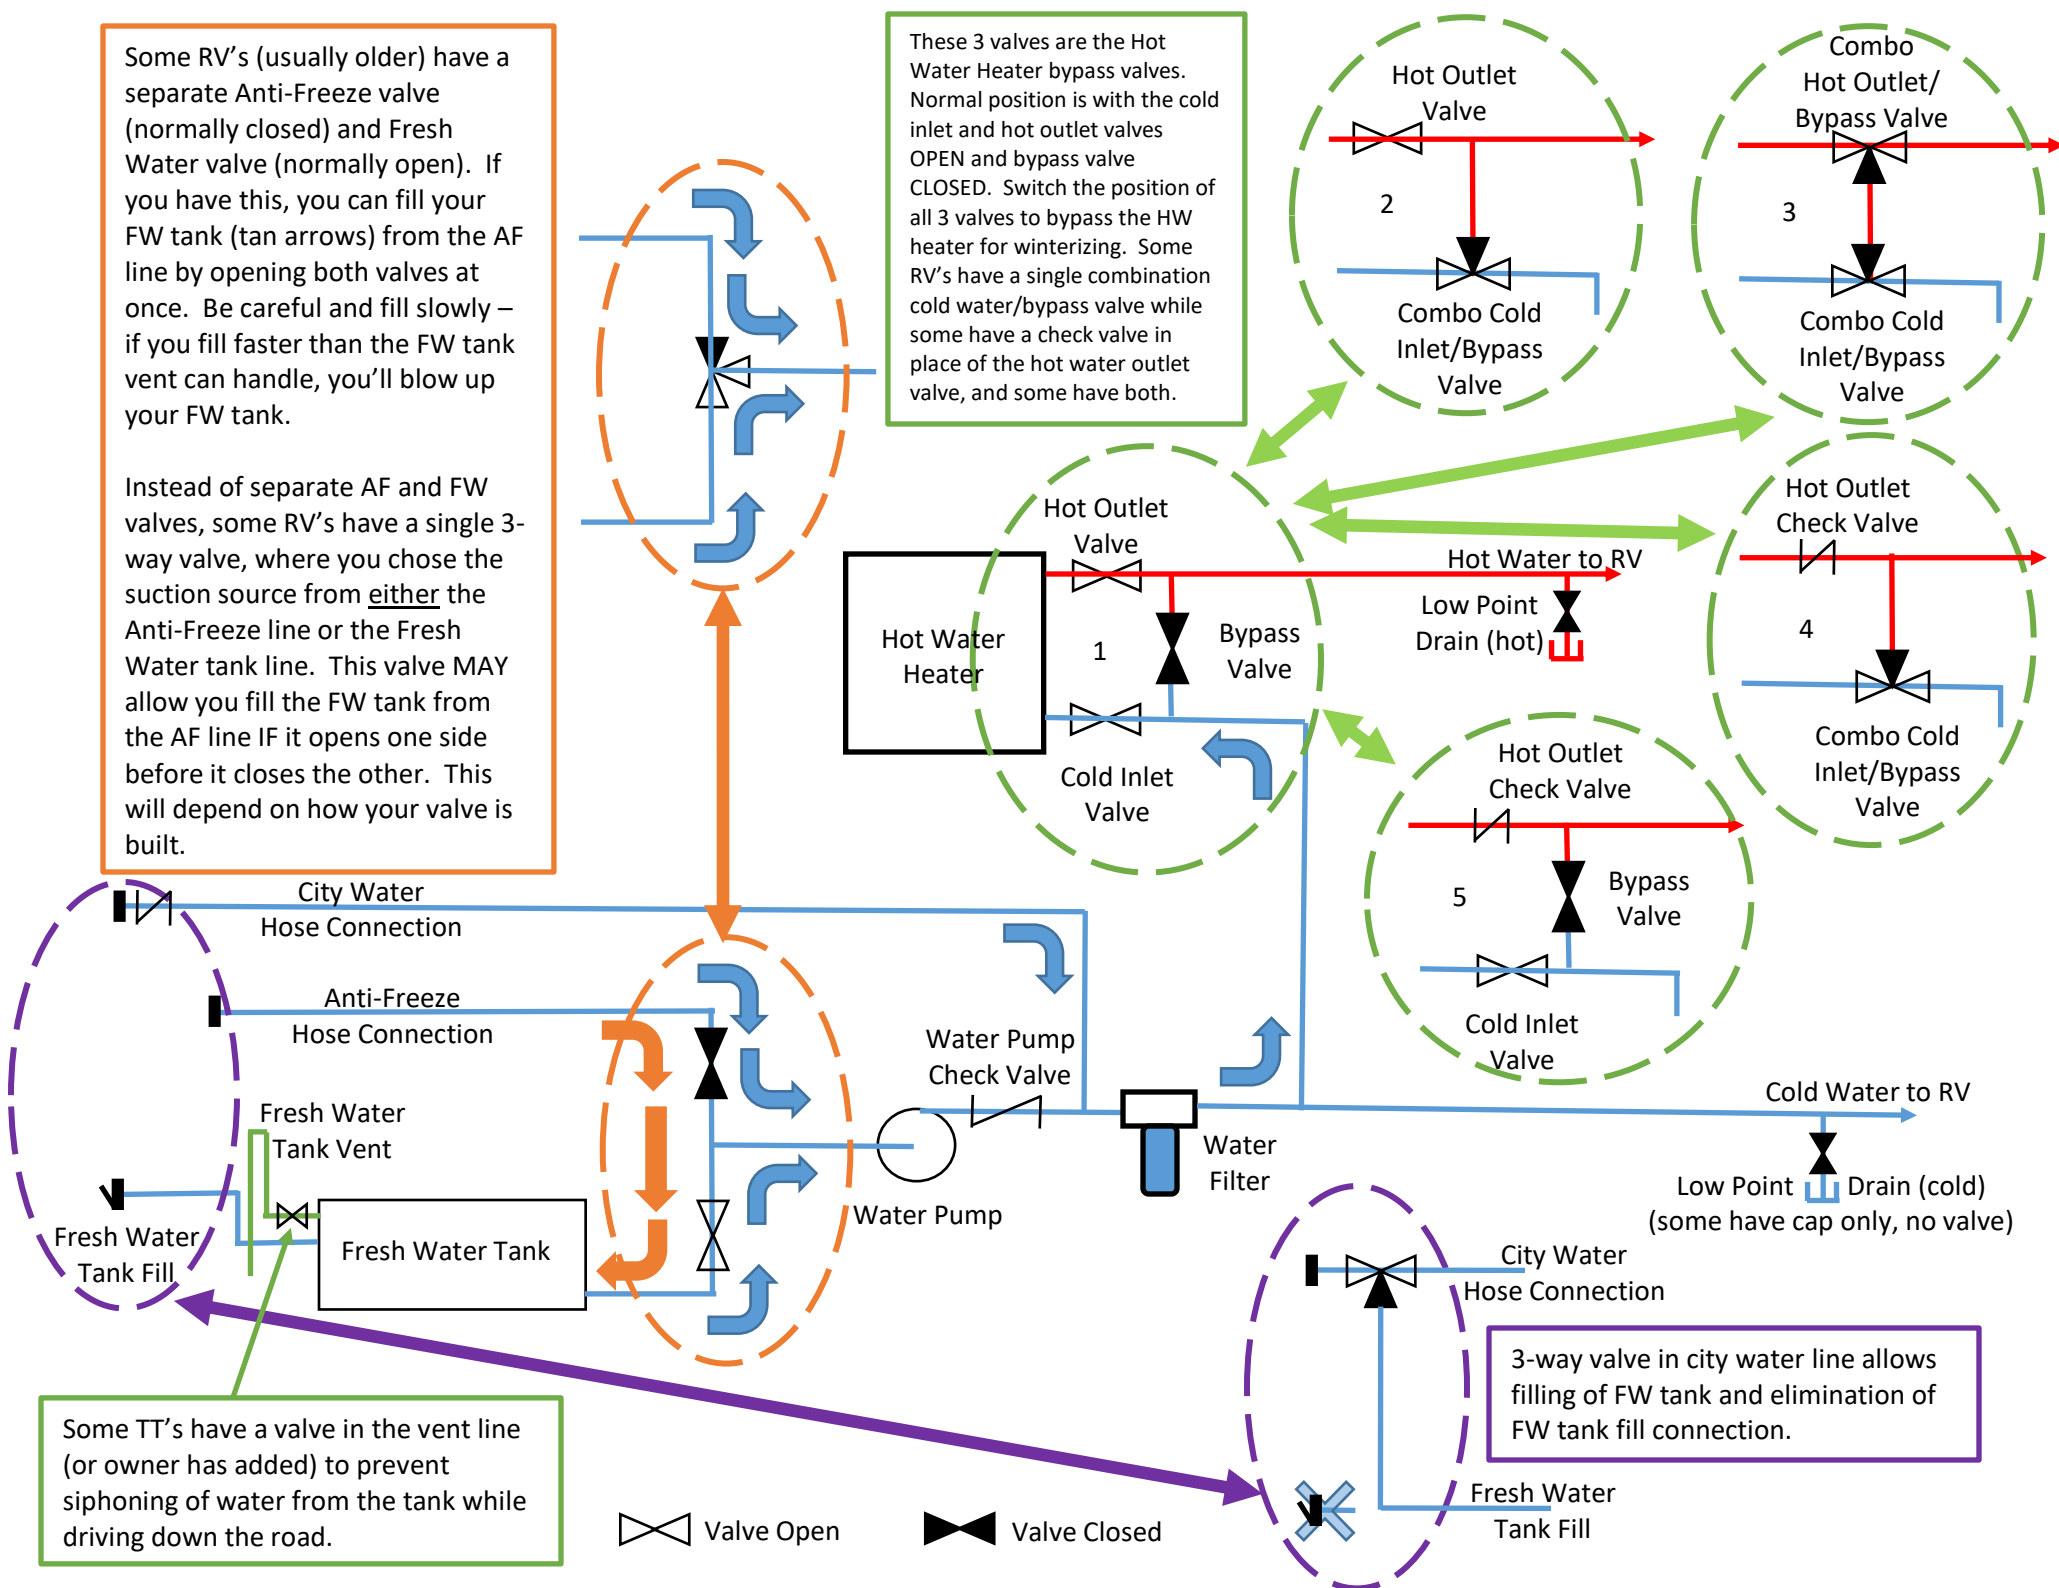 Some RV's (usually older) have a
separate Anti-Freeze valve
(normally closed) and Fresh
Water valve (normally open).  If
you have this, you can fill your
FW tank (tan arrows) from the AF
line by opening both valves at
once.  Be careful and fill slowly –
if you fill faster than the FW tank
vent can handle, you'll blow up
your FW tank.
Instead of separate AF and FW
valves, some RV's have a single 3-
way valve, where you chose the
suction source from either the
Anti-Freeze line or the Fresh
Water tank line.  This valve MAY
allow you fill the FW tank from
the AF line IF it opens one side
before it closes the other.  This
will depend on how your valve is
built.
These 3 valves are the Hot
Water Heater bypass valves.
Normal position is with the cold
inlet and hot outlet valves
OPEN and bypass valve
CLOSED.  Switch the position of
all 3 valves to bypass the HW
heater for winterizing.  Some
RV's have a single combination
cold water/bypass valve while
some have a check valve in
place of the hot water outlet
valve, and some have both.
Hot Outlet
Valve
2
Combo Cold
Inlet/Bypass
Valve
Combo
Hot Outlet/
Bypass Valve
3
Combo Cold
Inlet/Bypass
Valve
Hot Outlet
Valve
Hot Water
Heater
1
Bypass
Valve
Cold Inlet
Valve
Hot Water to RV
Low Point
Drain (hot)
Hot Outlet
Check Valve
4
Combo Cold
Inlet/Bypass
Valve
Hot Outlet
Check Valve
5
Bypass
Valve
Cold Inlet
Valve
City Water
Hose Connection
Anti-Freeze
Hose Connection
Fresh Water
Tank Vent
Fresh Water
Tank Fill
Fresh Water Tank
Water Pump
Check Valve
Water Pump
Water
Filter
Cold Water to RV
Low Point Drain (cold)
(some have cap only, no valve)
City Water
Hose Connection
3-way valve in city water line allows
filling of FW tank and elimination of
FW tank fill connection.
Fresh Water
Tank Fill
Some TT's have a valve in the vent line
(or owner has added) to prevent
siphoning of water from the tank while
driving down the road.
Valve Open
Valve Closed